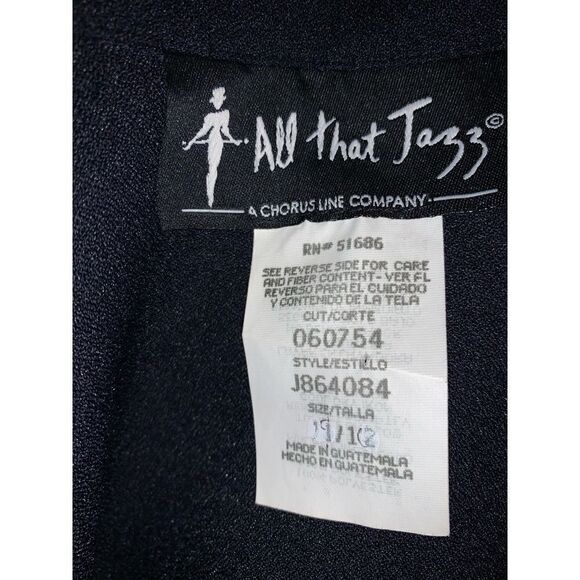 All that Jazz©
A CHORUS LINE COMPANY
RN# 51686
SEE REVERSE SIDE FOR CARE
AND FIBER CONTENT- VER EL
REVERSO PARA EL CUIDADO
Y CONTENIDO DE LA TELA
CUT/CORTE
060754
STYLE/ESTILO
J864084
SIZE/TALLA
MADE IN GUATEMALA
HECHO EN GUATEMALA